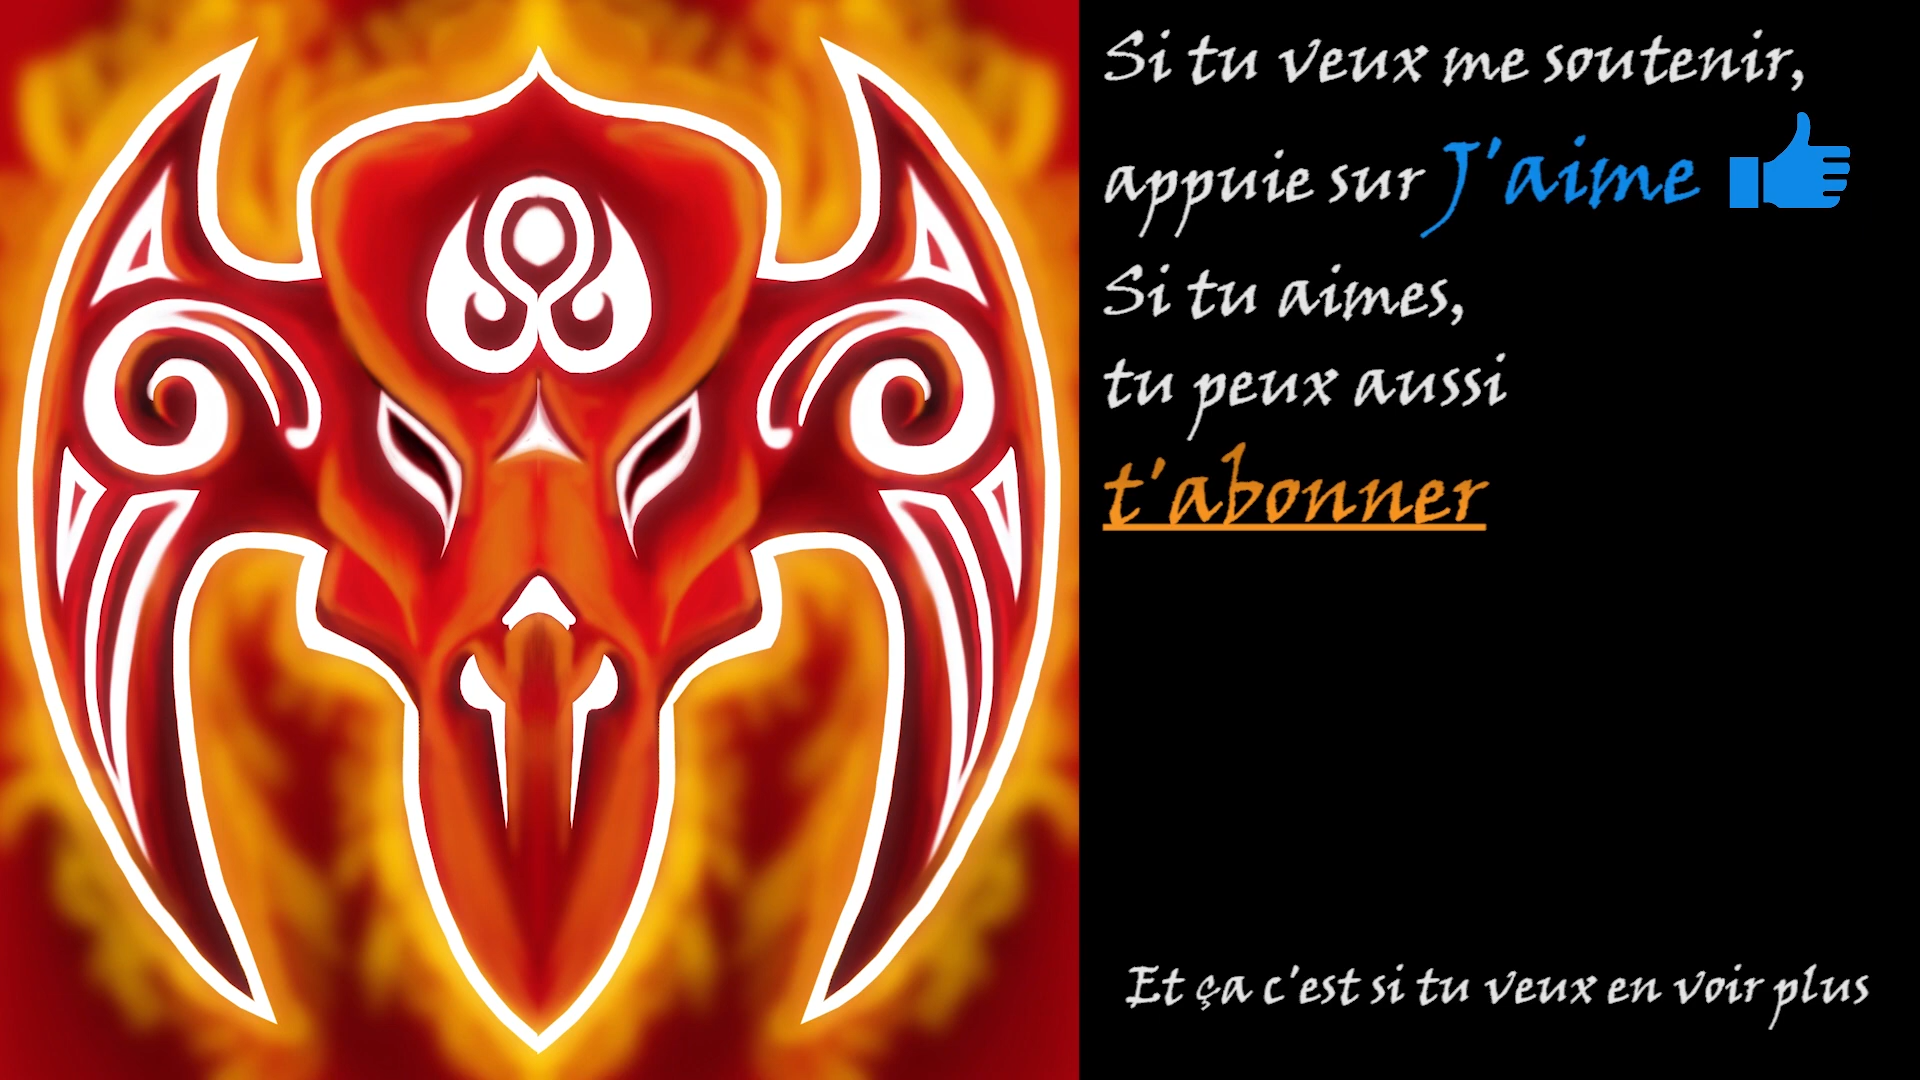 Si tu veux me soutenir,
appuie sur J'aime
Si tu aimes,
tu peux aussi
t'abonner
Et ça c'est si tu veux en voir plus